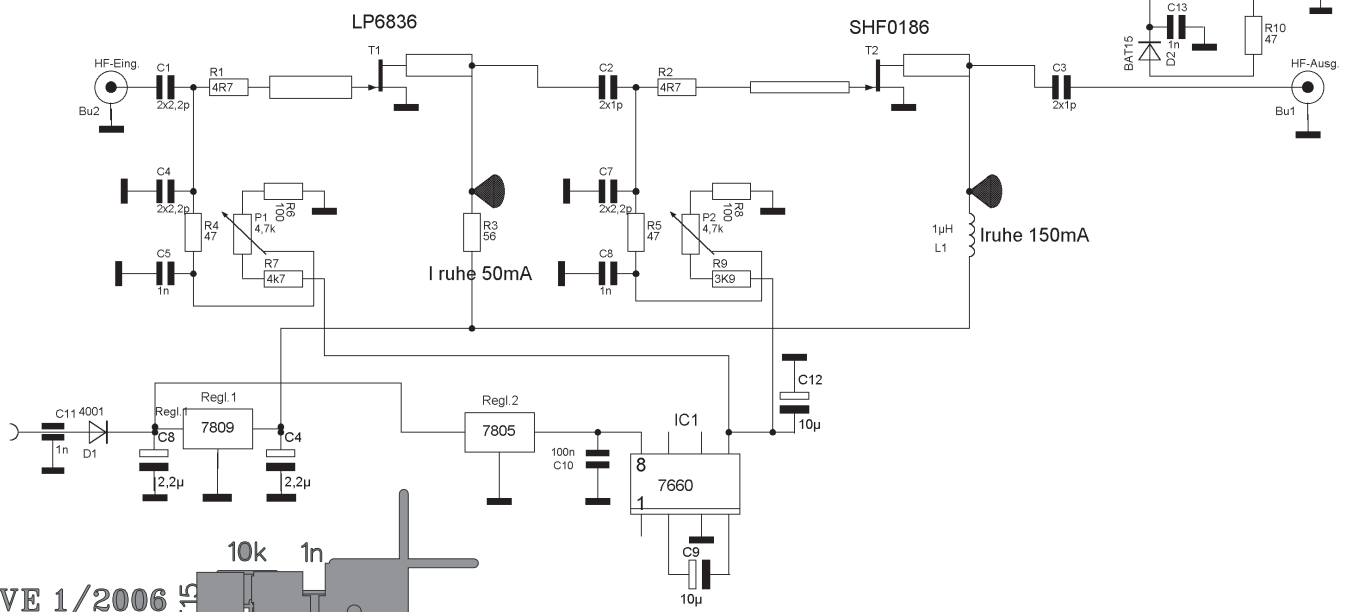 LP6836
SHF0186
C13
1n
BAT15
D2
R10
47
HF-Eing.
Bu2
C1
2x2,2p
R1
4R7
T1
C2
2x1p
R2
4R7
T2
C3
2x1p
HF-Ausg.
Bu1
C4
2x2,2p
R4
47
C5
1n
P1
4,7k
R6
100
R7
4k7
R3
56
I ruhe 50mA
C7
2x2,2p
R5
47
C8
1n
P2
4,7k
R8
100
R9
3K9
1µH
L1
Iruhe 150mA
C11
1n
4001
D1
Regl.1
C8
2,2µ
Regl.1
7809
C4
2,2µ
Regl.2
7805
100n
C10
IC1
8
7660
1
C9
10µ
C12
10µ
10k
1n
VE 1/2006
15